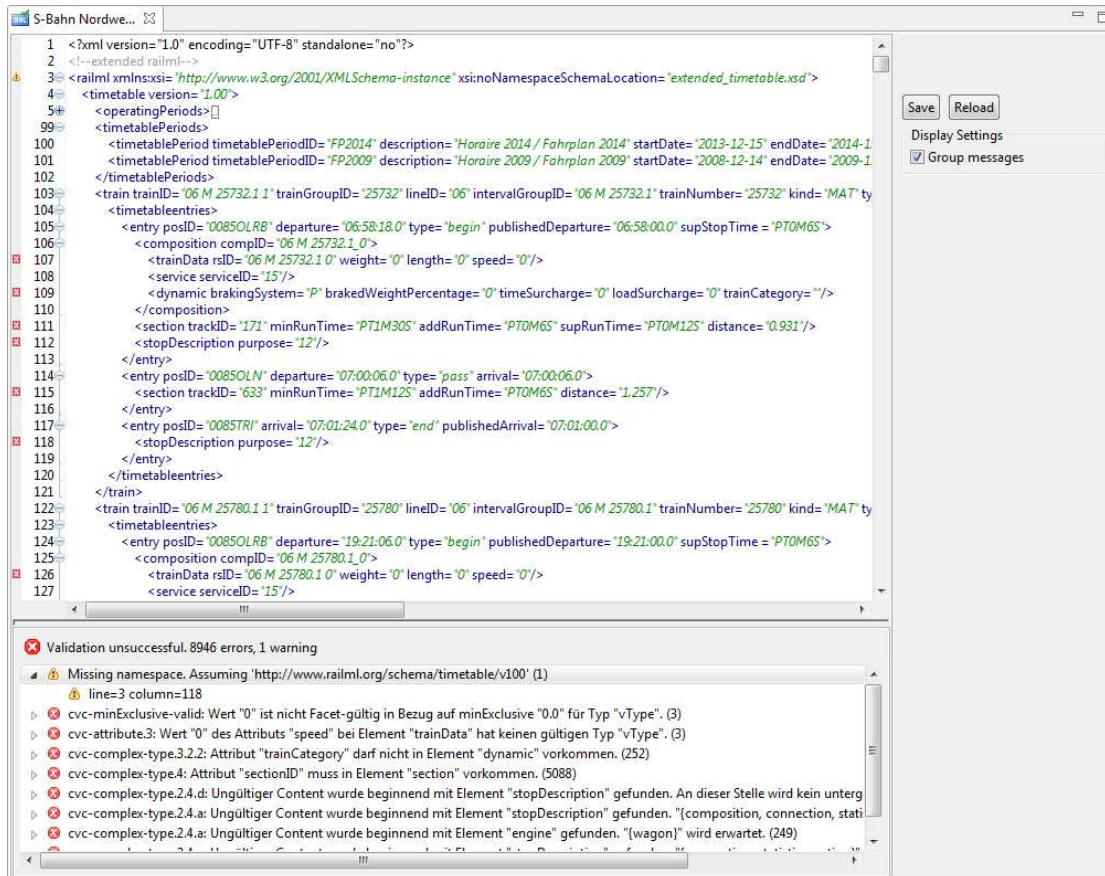 S-Bahn Nordwe...
1 <?xml version="1.0" encoding="UTF-8" standalone="no"?>
2 <!--extended railml-->
3 <railml xmlns:xsi="http://www.w3.org/2001/XMLSchema-instance" xsi:noNamespaceSchemaLocation="extended_timetable.xsd">
4 <timetable version="1.00">
5 <operatingPeriods>
99 <timetablePeriods>
100 <timetablePeriod timetablePeriodID="FP2014" description="Horaire 2014 / Fahrplan 2014" startDate="2013-12-15" endDate="2014-1
101 <timetablePeriod timetablePeriodID="FP2009" description="Horaire 2009 / Fahrplan 2009" startDate="2008-12-14" endDate="2009-1
102 </timetablePeriods>
103 <train trainID="06 M 25732.1 1" trainGroupID="25732" lineID="06" intervalGroupID="06 M 25732.1" trainNumber="25732" kind="MAT" ty
104 <timetableentries>
105 <entry posID="0085OLRB" departure="06:58:18.0" type="begin" publishedDeparture="06:58:00.0" supStopTime ="PT0M6S">
106 <composition compID="06 M 25732.1_0">
107 <trainData rsID="06 M 25732.1 0" weight="0" length="0" speed="0"/>
108 <service serviceID="15"/>
109 <dynamic brakingSystem="P" brakedWeightPercentage="0" timeSurcharge="0" loadSurcharge="0" trainCategory=""/>
110 </composition>
111 <section trackID="171" minRunTime="PT1M30S" addRunTime="PT0M6S" supRunTime="PT0M12S" distance="0.931"/>
112 <stopDescription purpose="12"/>
113 </entry>
114 <entry posID="0085OLN" departure="07:00:06.0" type="pass" arrival="07:00:06.0">
115 <section trackID="633" minRunTime="PT1M12S" addRunTime="PT0M6S" distance="1.257"/>
116 </entry>
117 <entry posID="0085TRI" arrival="07:01:24.0" type="end" publishedArrival="07:01:00.0">
118 <stopDescription purpose="12"/>
119 </entry>
120 </timetableentries>
121 </train>
122 <train trainID="06 M 25780.1 1" trainGroupID="25780" lineID="06" intervalGroupID="06 M 25780.1" trainNumber="25780" kind="MAT" ty
123 <timetableentries>
124 <entry posID="0085OLRB" departure="19:21:06.0" type="begin" publishedDeparture="19:21:00.0" supStopTime ="PT0M6S">
125 <composition compID="06 M 25780.1_0">
126 <trainData rsID="06 M 25780.1 0" weight="0" length="0" speed="0"/>
127 <service serviceID="15"/>
Save Reload
Display Settings
Group messages
Validation unsuccessful. 8946 errors, 1 warning
Missing namespace. Assuming 'http://www.railml.org/schema/timetable/v100' (1)
line=3 column=118
cvc-minExclusive-valid: Wert "0" ist nicht Facet-gültig in Bezug auf minExclusive "0.0" für Typ "vType". (3)
cvc-attribute.3: Wert "0" des Attributs "speed" bei Element "trainData" hat keinen gültigen Typ "vType". (3)
cvc-complex-type.3.2.2: Attribut "trainCategory" darf nicht in Element "dynamic" vorkommen. (252)
cvc-complex-type.4: Attribut "sectionID" muss in Element "section" vorkommen. (5088)
cvc-complex-type.2.4.d: Ungültiger Content wurde beginnend mit Element "stopDescription" gefunden. An dieser Stelle wird kein unterg
cvc-complex-type.2.4.a: Ungültiger Content wurde beginnend mit Element "stopDescription" gefunden. "{composition, connection, stati
cvc-complex-type.2.4.a: Ungültiger Content wurde beginnend mit Element "engine" gefunden. "{wagon}" wird erwartet. (249)